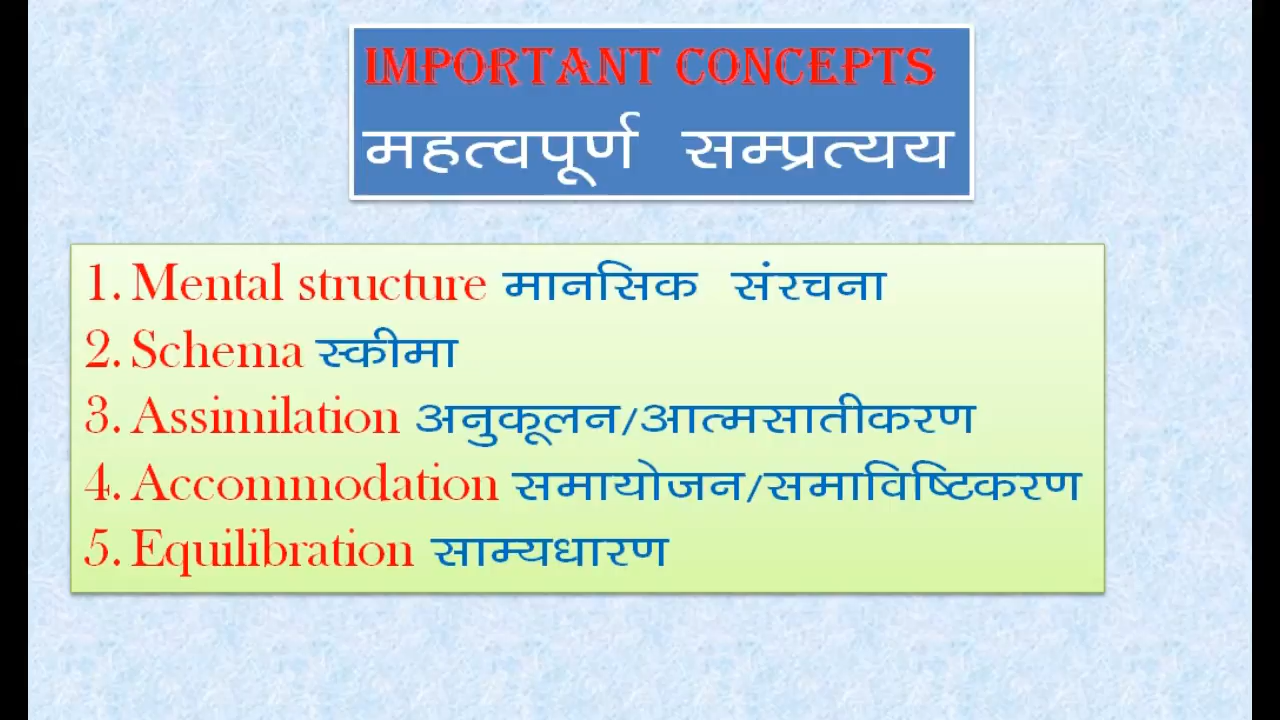 IMPORTANT CONCEPTS
महत्वपूर्ण सम्प्रत्यय
1. Mental structure मानसिक संरचना
2. Schema स्कीमा
3. Assimilation अनुकूलन/आत्मसातीकरण
4. Accommodation समायोजन/समाविष्टिकरण
5. Equilibration साम्यधारण